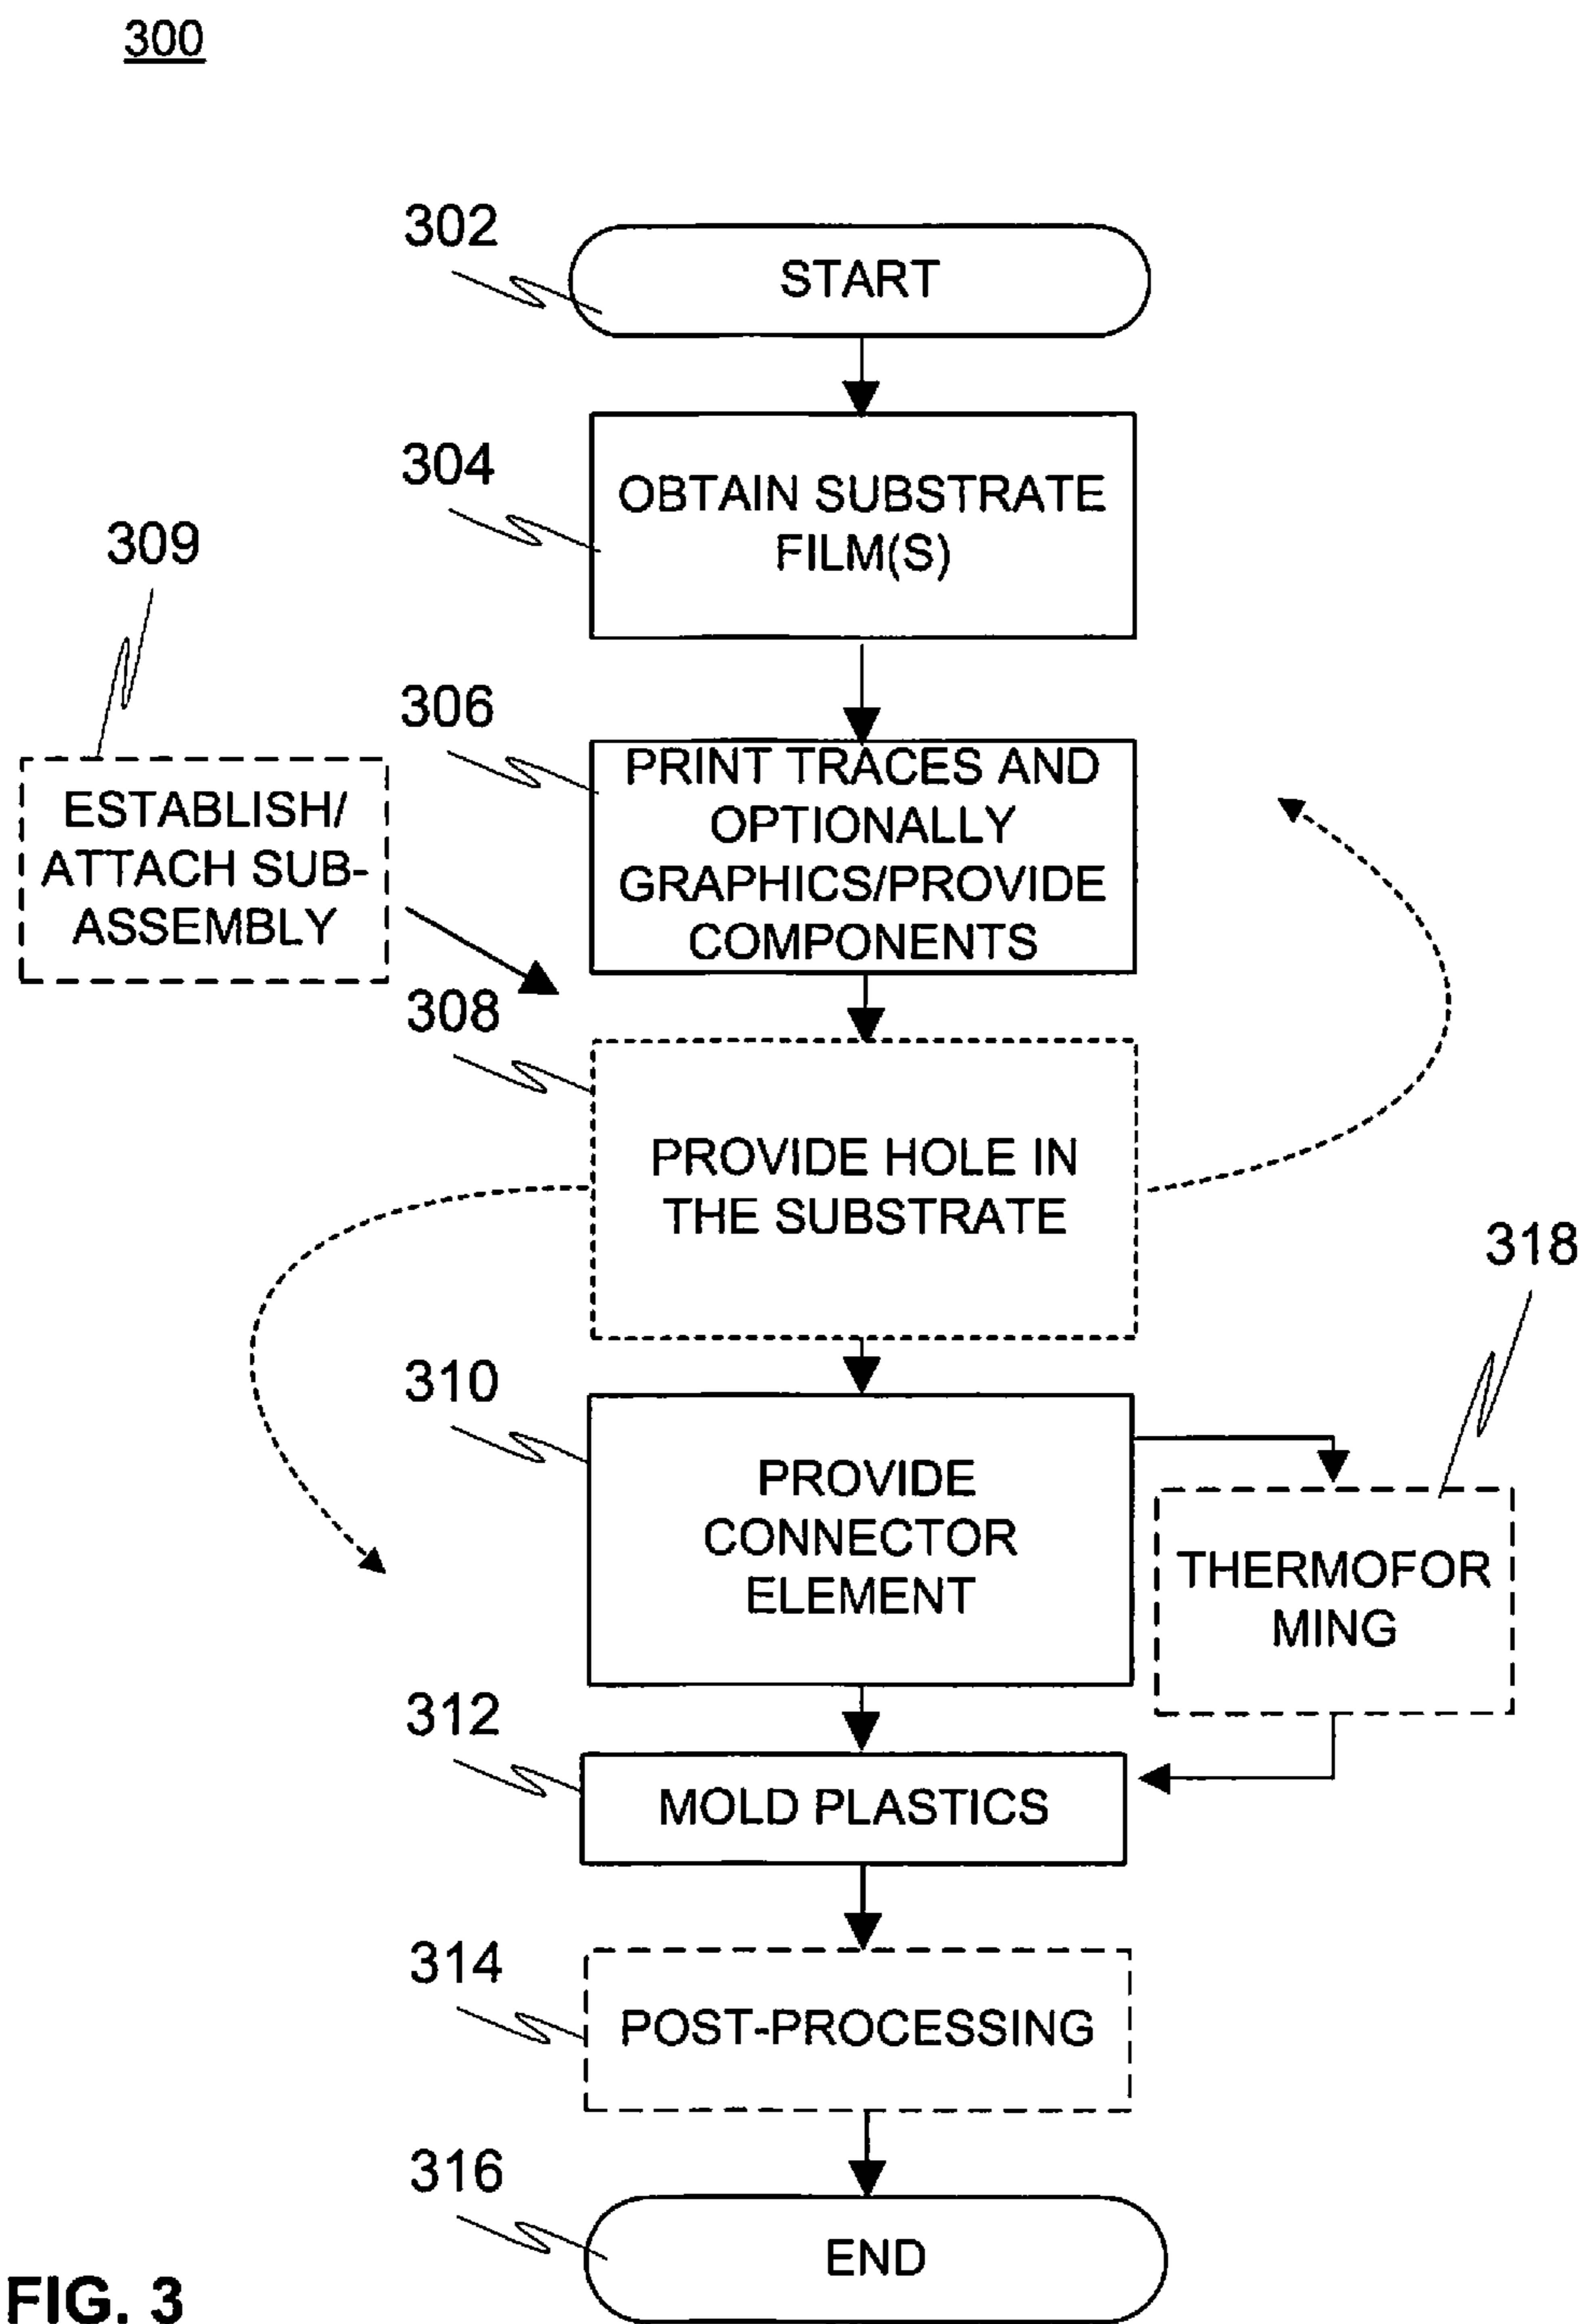 300
302
START
304
OBTAIN SUBSTRATE
FILM(S)
309
ESTABLISH/
ATTACH SUB-
ASSEMBLY
306
PRINT TRACES AND
OPTIONALLY
GRAPHICS/PROVIDE
COMPONENTS
308
PROVIDE HOLE IN
THE SUBSTRATE
318
310
PROVIDE
CONNECTOR
ELEMENT
THERMOFOR
MING
312
MOLD PLASTICS
314
POST-PROCESSING
316
END
FIG. 3